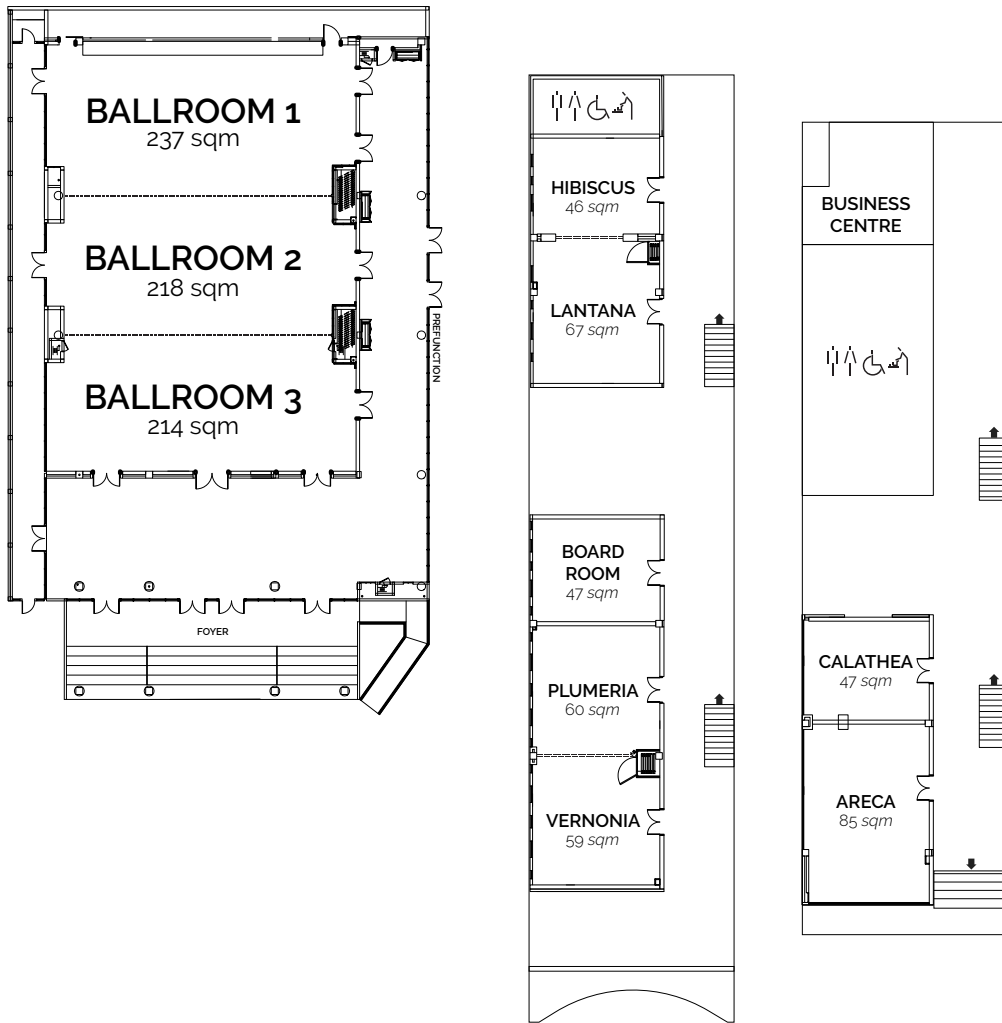 BALLROOM 1
237 sqm
BALLROOM 2
218 sqm
BALLROOM 3
214 sqm
PREFUNCTION
FOYER
HIBISCUS
46 sqm
LANTANA
67 sqm
BOARD
ROOM
47 sqm
PLUMERIA
60 sqm
VERNONIA
59 sqm
BUSINESS
CENTRE
CALATHEA
47 sqm
ARECA
85 sqm